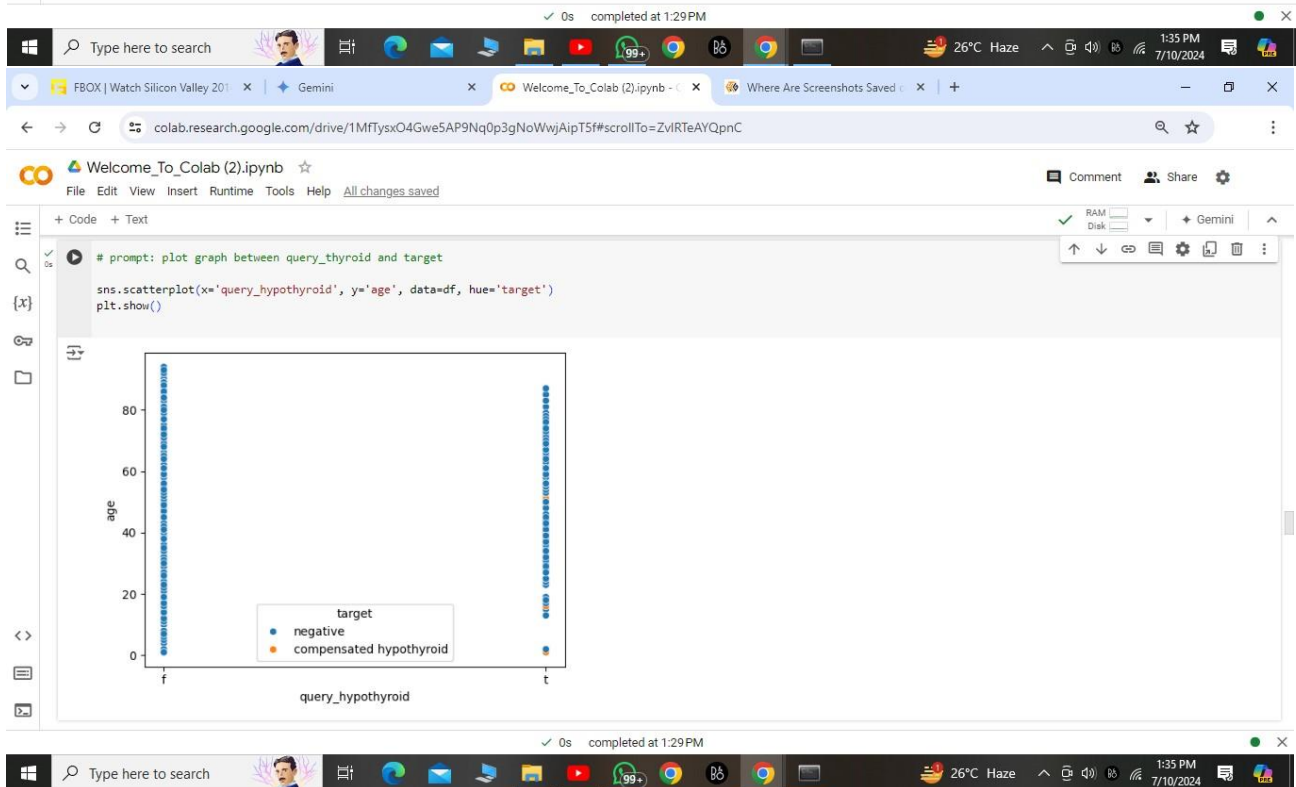 ✓ 0s completed at 1:29 PM
Type here to search
99+
26°C Haze
1:35 PM
7/10/2024
FBOX | Watch Silicon Valley 201
Gemini
Welcome_To_Colab (2).ipynb - 
Where Are Screenshots Saved
colab.research.google.com/drive/1MfTysxO4Gwe5AP9Nq0p3gNoWwjAipT5f#scrollTo=ZvIRTeAYQpnC
Welcome_To_Colab (2).ipynb
Comment
Share
File Edit View Insert Runtime Tools Help All changes saved
+ Code + Text
RAM
Disk
Gemini
0s
# prompt: plot graph between query_thyroid and target
sns.scatterplot(x='query_hypothyroid', y='age', data=df, hue='target')
plt.show()
{x}
80
60
age
40
20
target
negative
compensated hypothyroid
0
f
t
query_hypothyroid
✓ 0s completed at 1:29 PM
Type here to search
99+
26°C Haze
1:35 PM
7/10/2024